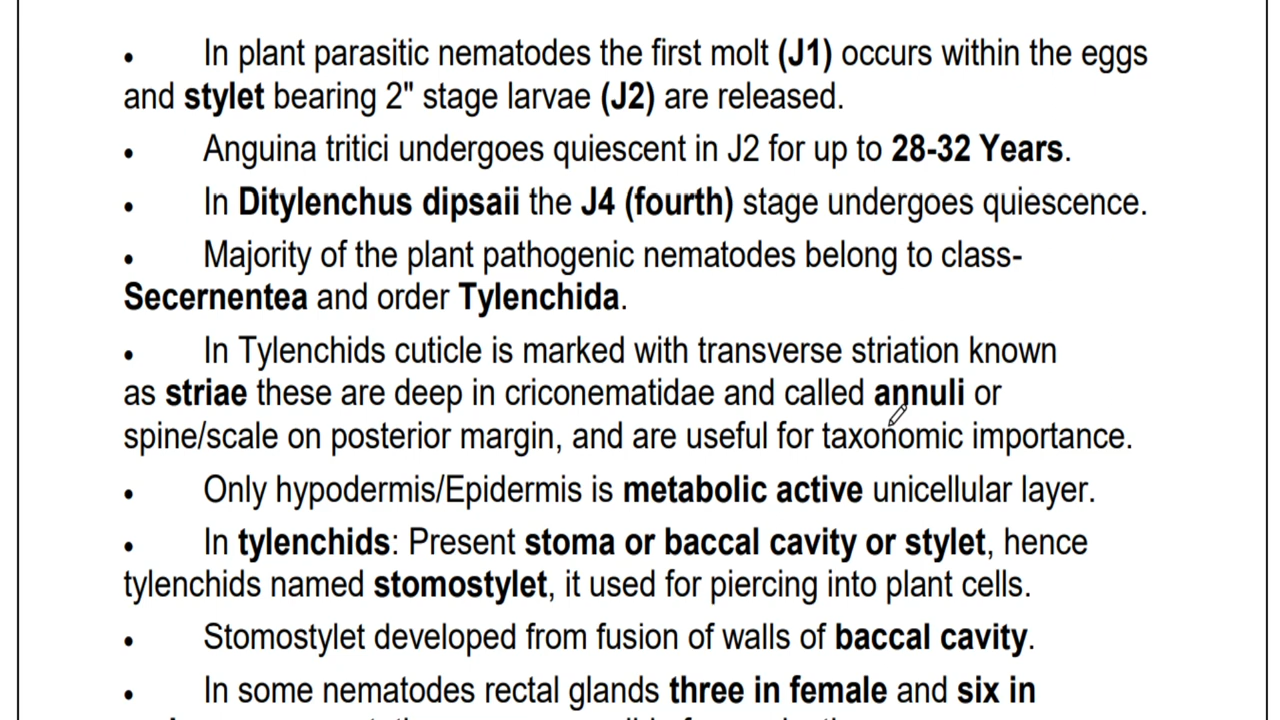 • In plant parasitic nematodes the first molt (J1) occurs within the eggs
and stylet bearing 2" stage larvae (J2) are released.
• Anguina tritici undergoes quiescent in J2 for up to 28-32 Years.
• In Ditylenchus dipsaii the J4 (fourth) stage undergoes quiescence.
• Majority of the plant pathogenic nematodes belong to class-
Secernentea and order Tylenchida.
• In Tylenchids cuticle is marked with transverse striation known
as striae these are deep in criconematidae and called annuli or
spine/scale on posterior margin, and are useful for taxonomic importance.
• Only hypodermis/Epidermis is metabolic active unicellular layer.
• In tylenchids: Present stoma or baccal cavity or stylet, hence
tylenchids named stomostylet, it used for piercing into plant cells.
• Stomostylet developed from fusion of walls of baccal cavity.
• In some nematodes rectal glands three in female and six in